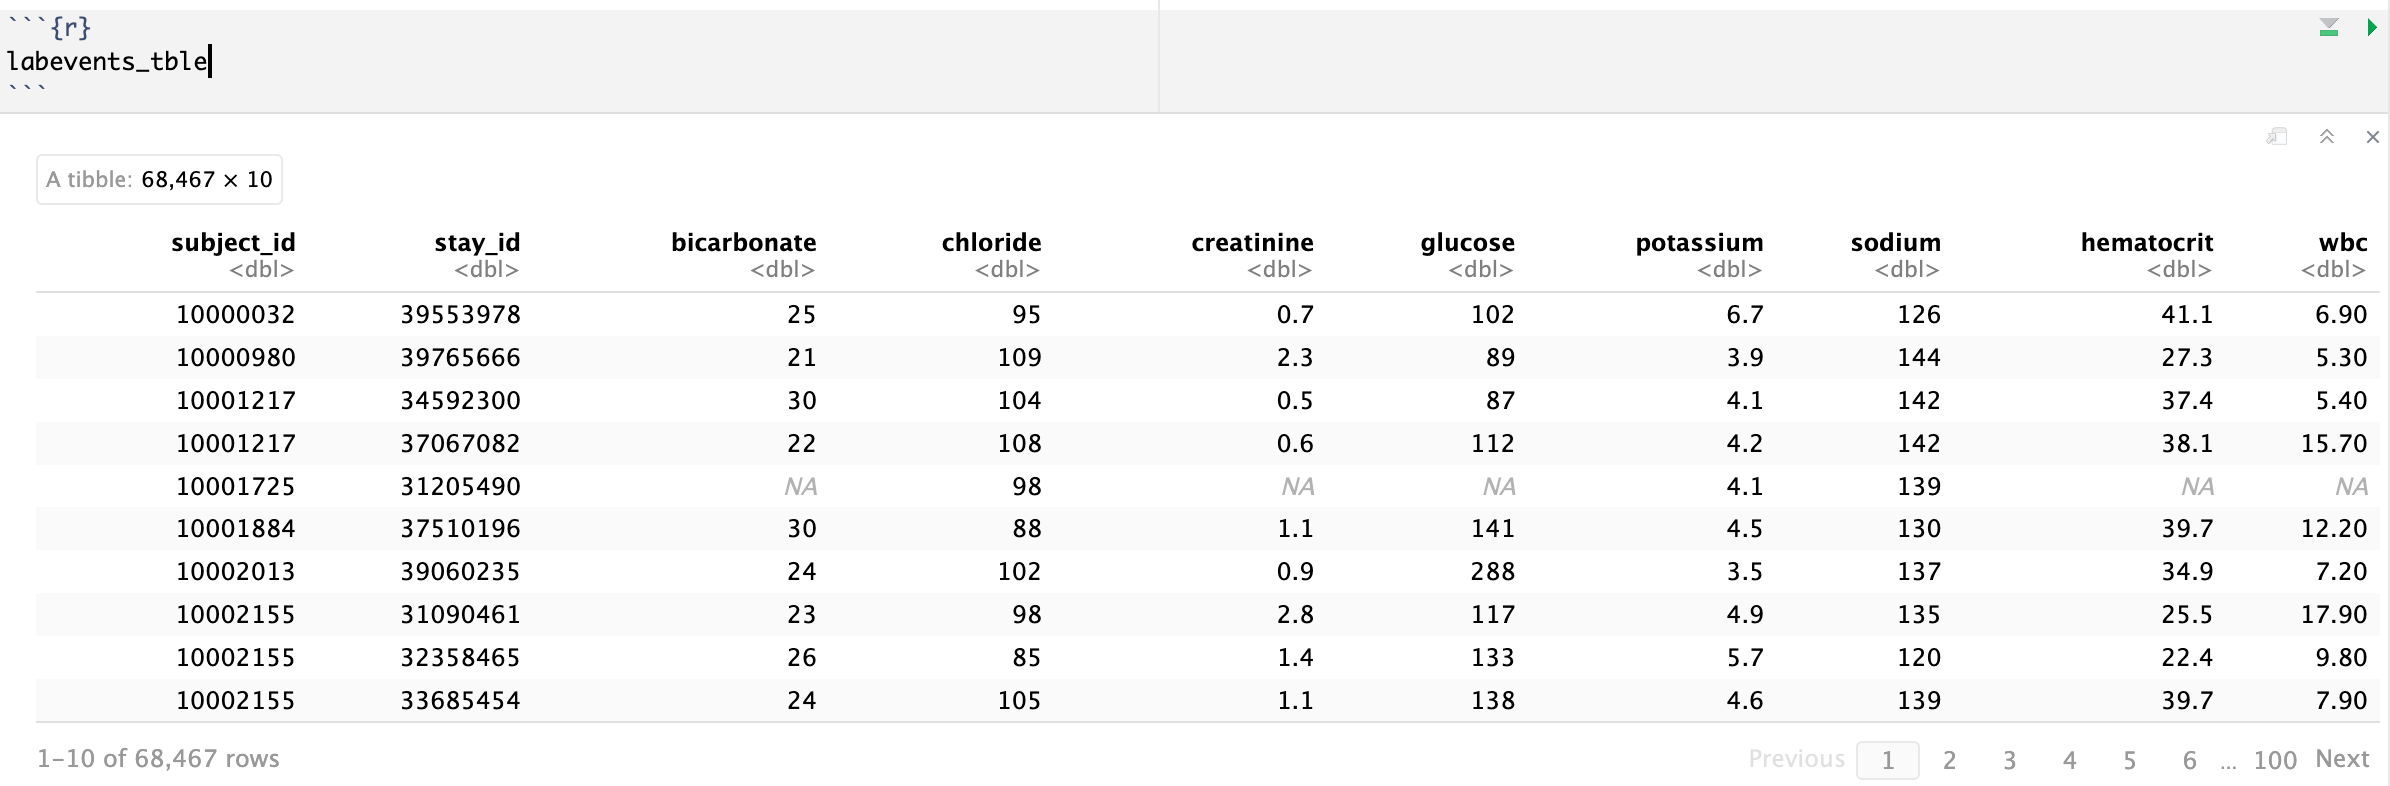 ```{r}
labevents_tble
```
A tibble: 68,467 × 10
subject_id stay_id bicarbonate chloride creatinine glucose potassium sodium hematocrit wbc
<dbl> <dbl> <dbl> <dbl> <dbl> <dbl> <dbl> <dbl> <dbl> <dbl>
10000032 39553978 25 95 0.7 102 6.7 126 41.1 6.90
10000980 39765666 21 109 2.3 89 3.9 144 27.3 5.30
10001217 34592300 30 104 0.5 87 4.1 142 37.4 5.40
10001217 37067082 22 108 0.6 112 4.2 142 38.1 15.70
10001725 31205490 NA 98 NA NA 4.1 139 NA NA
10001884 37510196 30 88 1.1 141 4.5 130 39.7 12.20
10002013 39060235 24 102 0.9 288 3.5 137 34.9 7.20
10002155 31090461 23 98 2.8 117 4.9 135 25.5 17.90
10002155 32358465 26 85 1.4 133 5.7 120 22.4 9.80
10002155 33685454 24 105 1.1 138 4.6 139 39.7 7.90
1-10 of 68,467 rows Previous 1 2 3 4 5 6 ... 100 Next